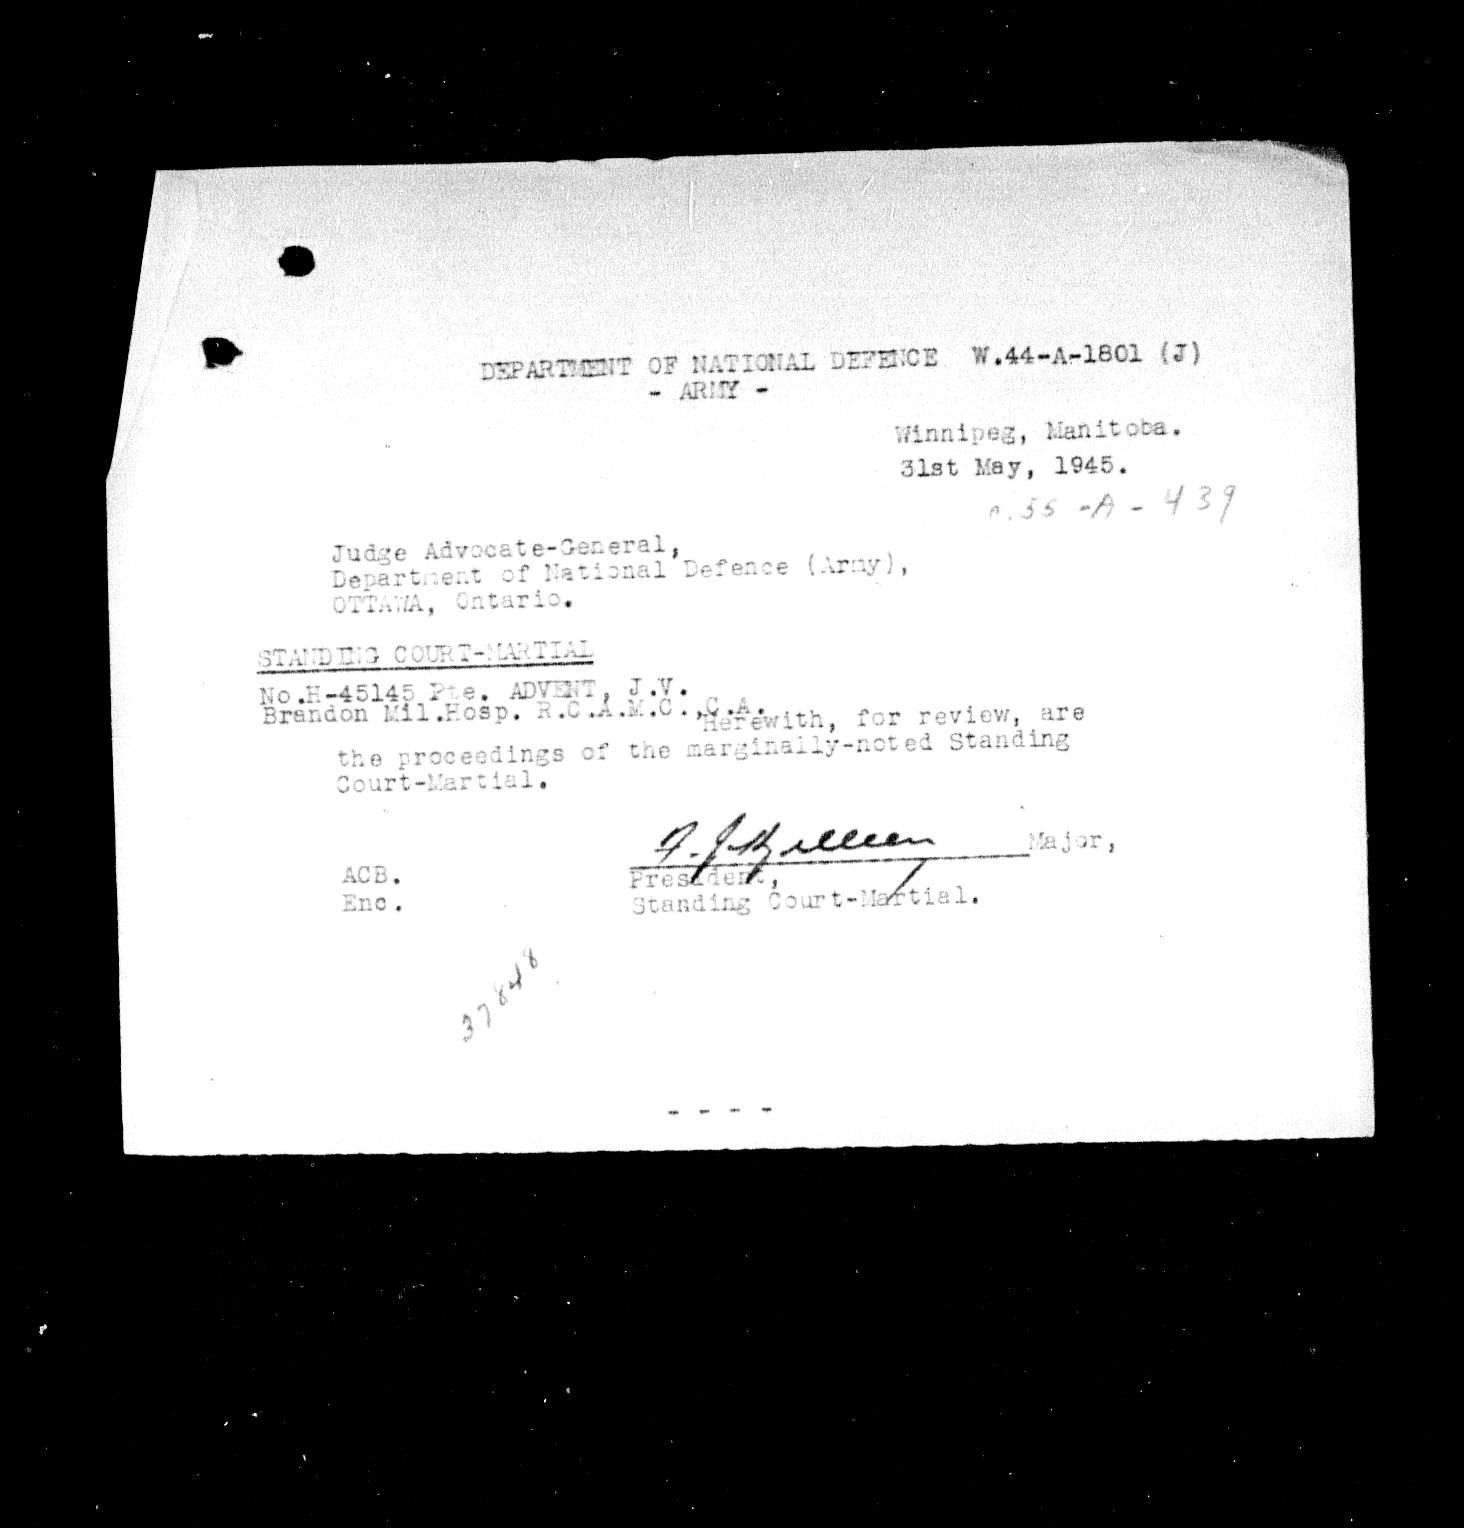 DEPARTMENT OF NATIONAL DEFENCE W.44-A-1801 (J)
- ARMY -
Winnipeg, Manitoba.
31st May, 1945.
55 -A- 439
Judge Advocate-General,
Department of National Defence (Army),
OTTAWA, Ontario.
STANDING COURT-MARTIAL
No.H-45145 Pte. ADVENT, J.V.
Brandon Mil.Hosp. R.C.A.M.C.,C.A.
Herewith, for review, are
the proceedings of the marginally-noted Standing
Court-Martial.
Major,
ACB. President,
Enc. Standing Court-Martial.
37848
- - - -